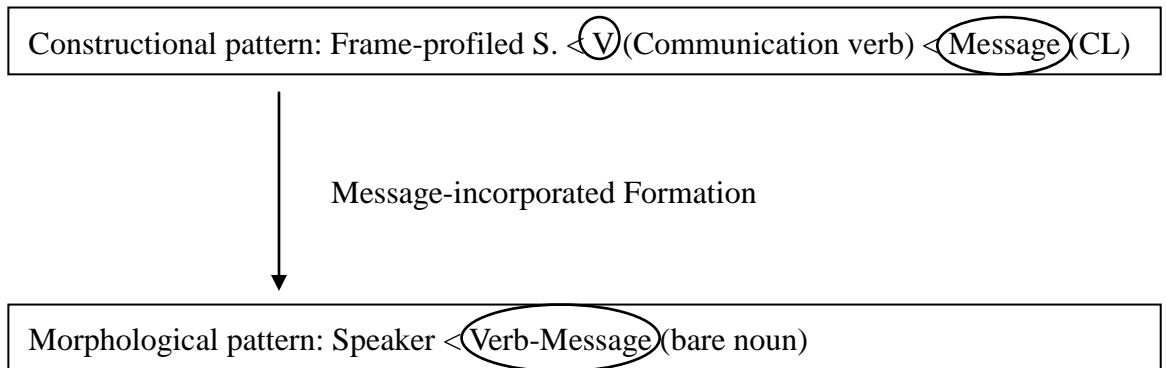 Constructional pattern: Frame-profiled S. < V (Communication verb) < Message (CL)
Message-incorporated Formation
Morphological pattern: Speaker < Verb-Message (bare noun)